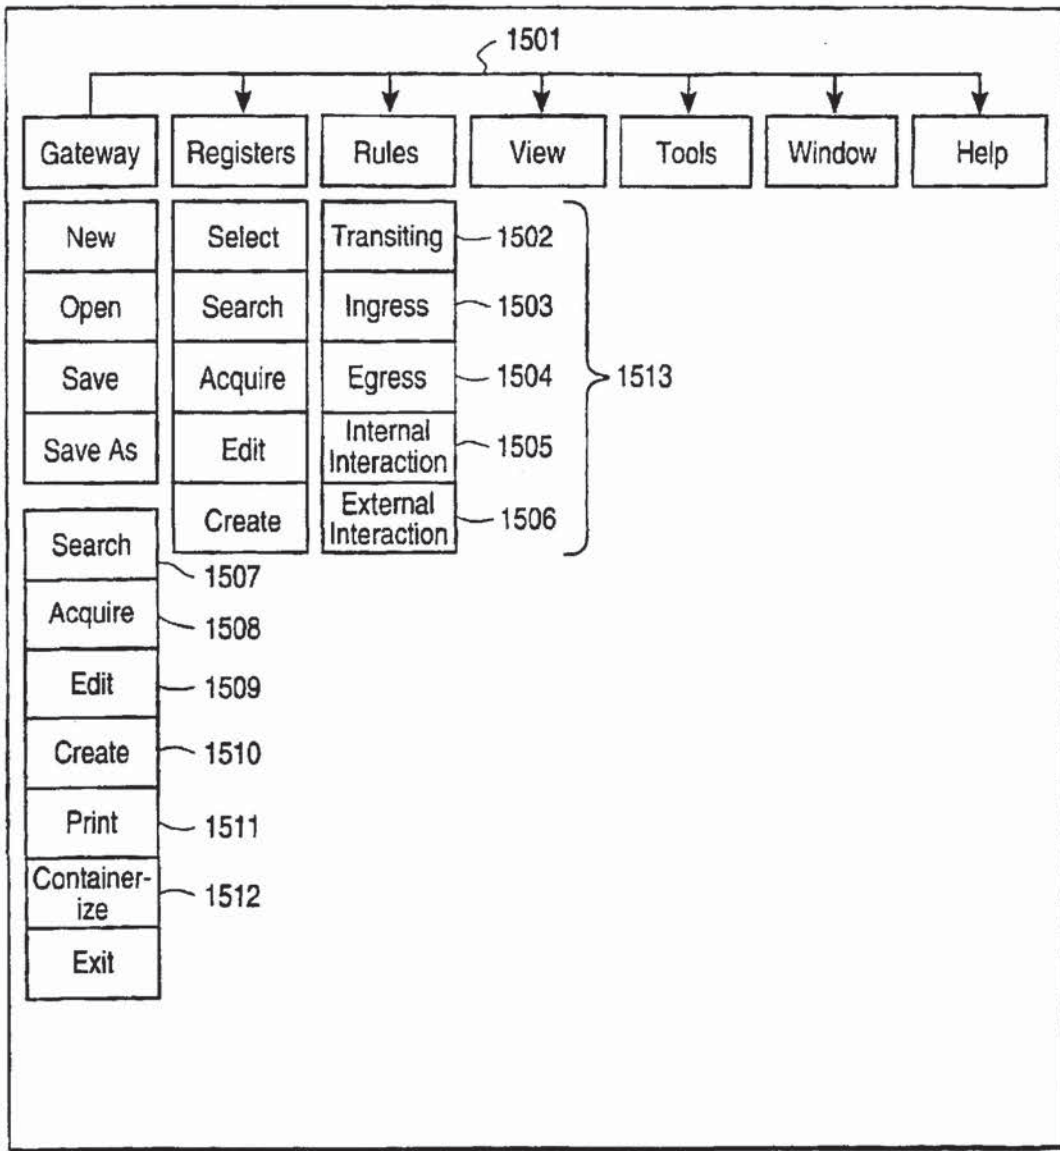 1501
Gateway Registers Rules View Tools Window Help
New Select Transiting 1502
Open Search Ingress 1503
Save Acquire Egress 1504 1513
Save As Edit Internal
Interaction 1505
Create External
Interaction 1506
Search
1507
Acquire 1508
Edit 1509
Create 1510
Print 1511
Container-
ize 1512
Exit